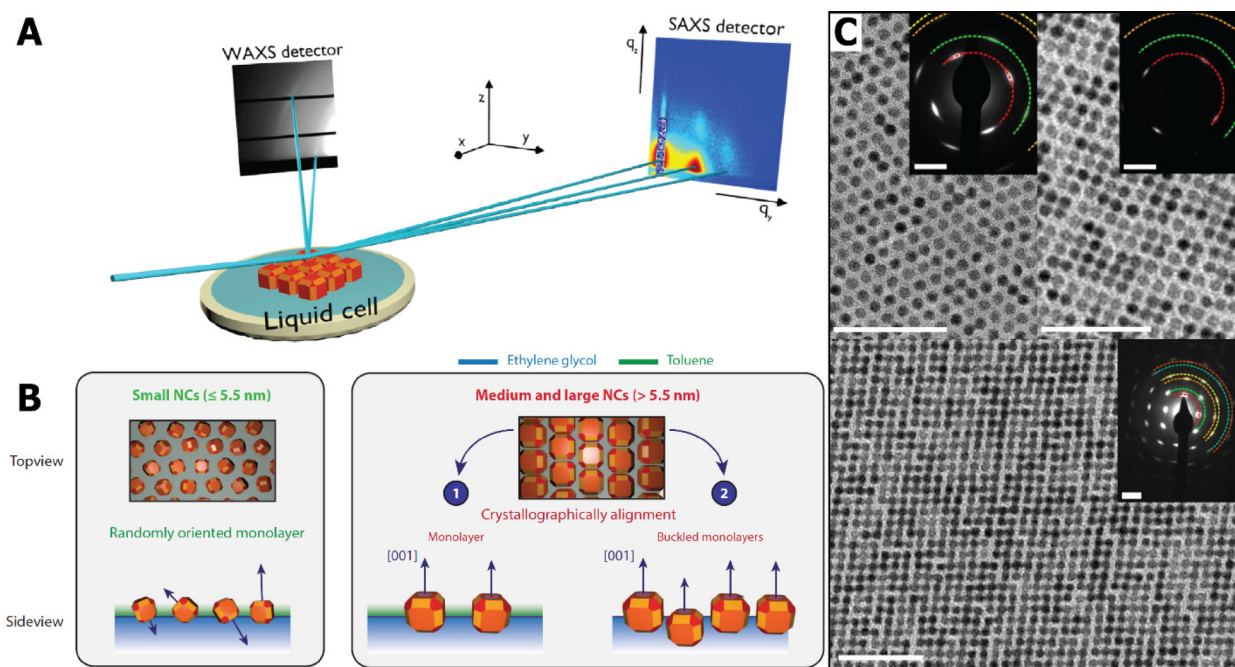 A
WAXS detector
SAXS detector
q_z
q_y
z
x
y
Liquid cell
C
Ethylene glycol
Toluene
B
Small NCs (≤ 5.5 nm)
Medium and large NCs (> 5.5 nm)
Topview
1
2
Crystallographically alignment
Randomly oriented monolayer
Monolayer
Buckled monolayers
[001]
[001]
Sideview